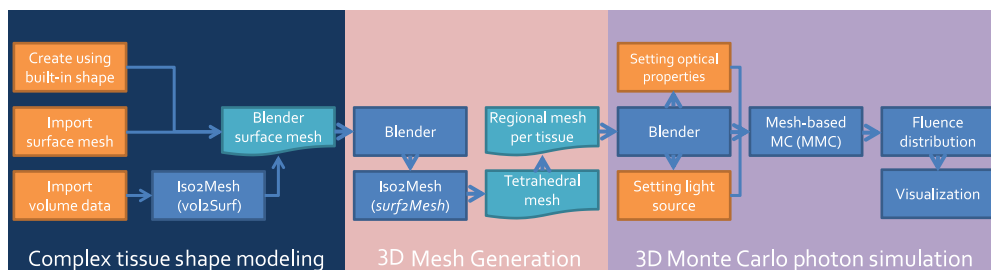 Create using
built-in shape
Import
surface mesh
Import
volume data
Iso2Mesh
(vol2Surf)
Blender
surface mesh
Complex tissue shape modeling
Blender
Iso2Mesh
(surf2Mesh)
Regional mesh
per tissue
Tetrahedral
mesh
3D Mesh Generation
Setting optical
properties
Blender
Setting light
source
Mesh-based
MC (MMC)
Fluence
distribution
Visualization
3D Monte Carlo photon simulation